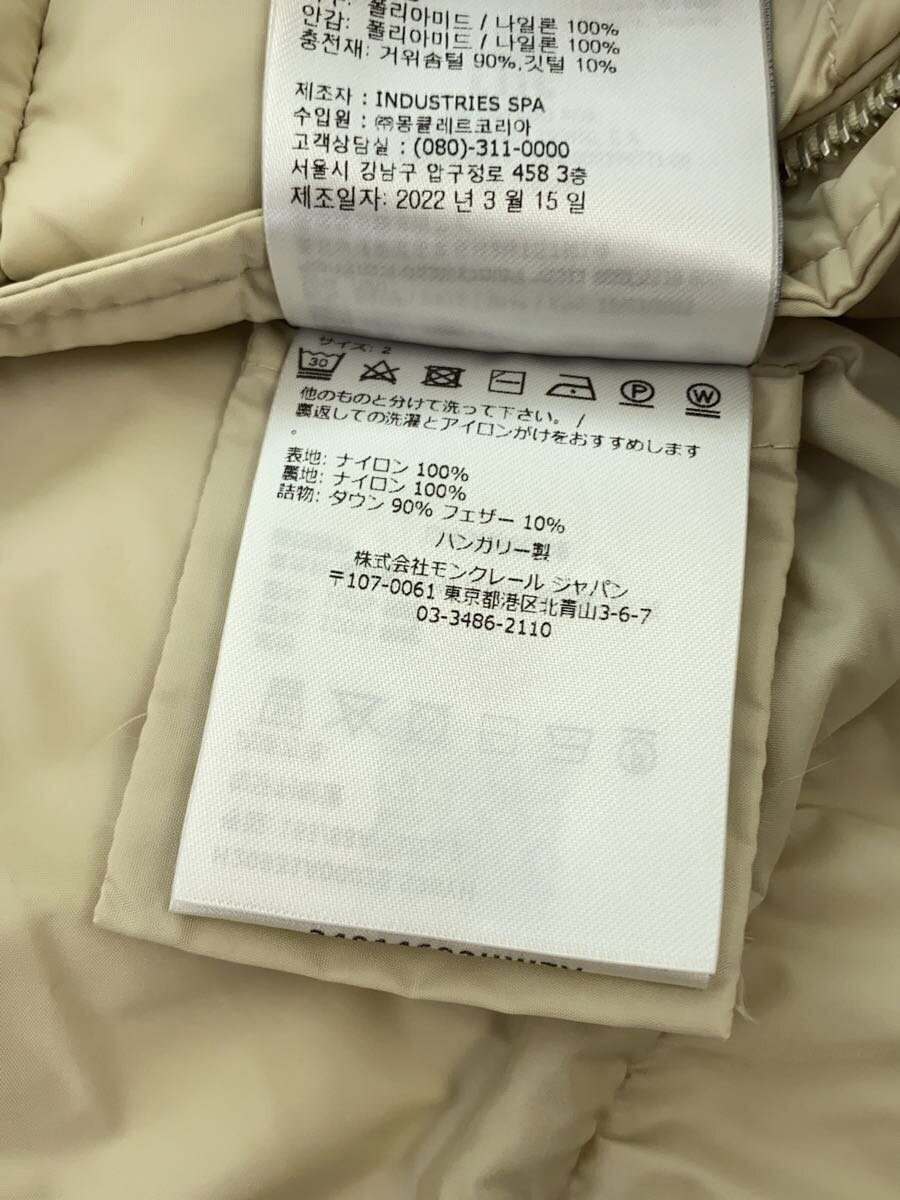 폴리아미드 / 나일론 100%
안감: 폴리아미드 / 나일론 100%
충전재: 거위솜털 90%,깃털 10%
제조자 : INDUSTRIES SPA
수입원 : ㈜몽클레르코리아
고객상담실 : (080)-311-0000
서울시 강남구 압구정로 458 3층
제조일자: 2022 년 3 월 15 일
サイズ: 2
30
P
W
他のものと分けて洗って下さい。 /
裏返しての洗濯とアイロンがけをおすすめします
。
表地: ナイロン 100%
裏地: ナイロン 100%
詰物: ダウン 90% フェザー 10%
ハンガリー製
株式会社モンクレール ジャパン
〒107-0061 東京都港区北青山3-6-7
03-3486-2110